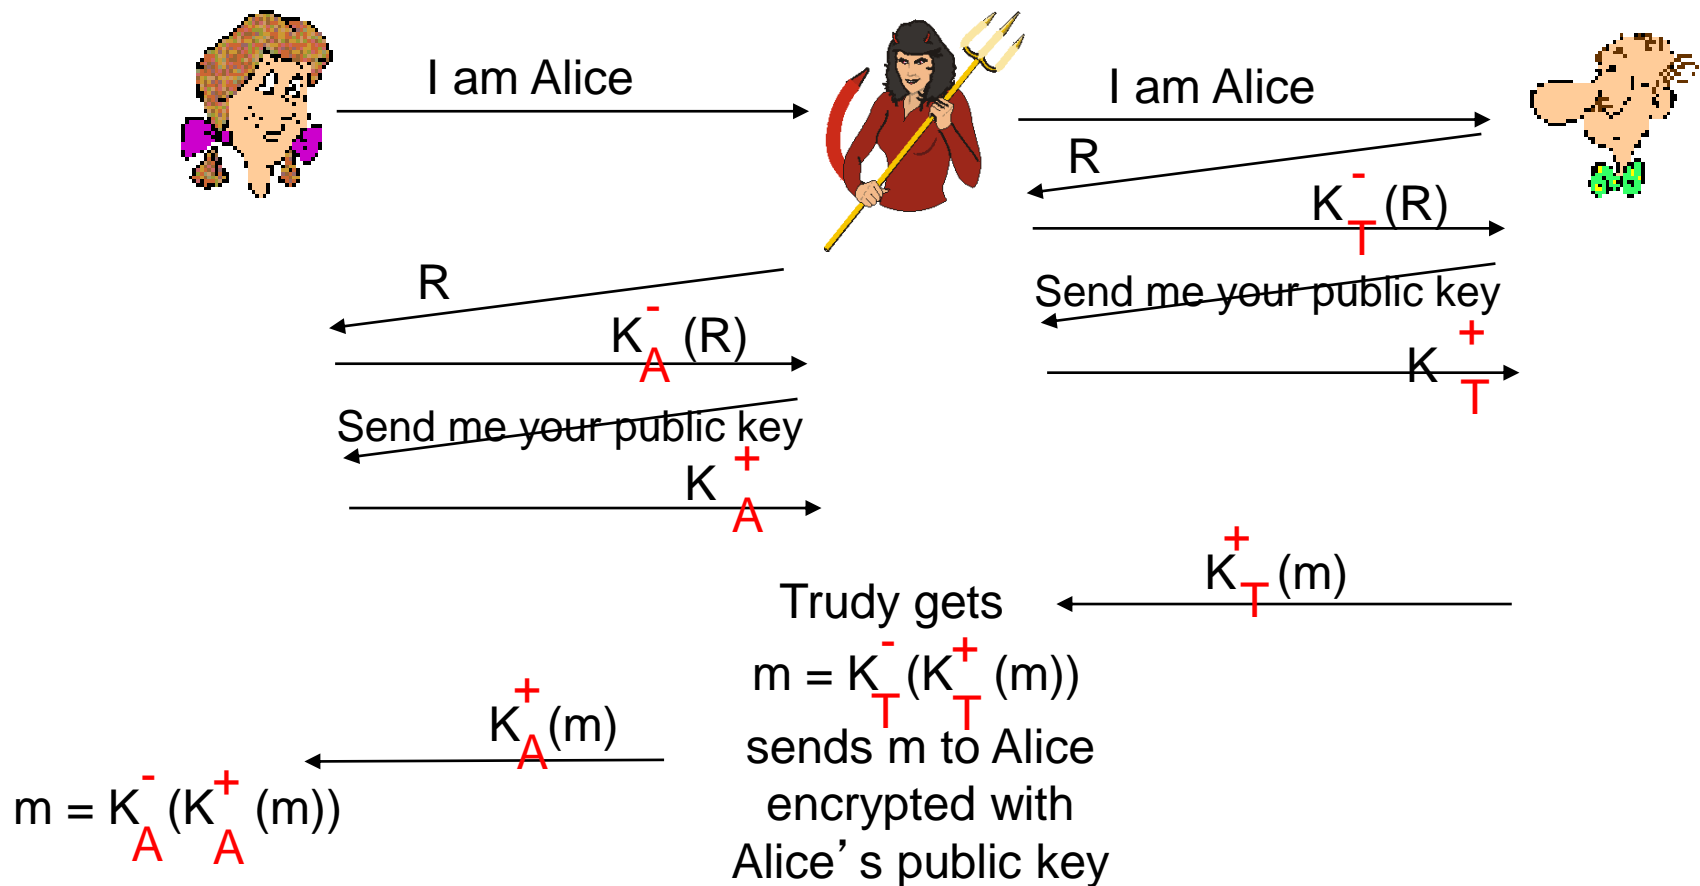 I am Alice
I am Alice
R
K
-
T
(R)
R
Send me your public key
K
-
A
(R)
K
+
T
Send me your public key
K
+
A
K
+
T
(m)
Trudy gets
m = K
-
T
(K
+
T
(m))
K
+
A
(m)
sends m to Alice
encrypted with
Alice’s public key
m = K
-
A
(K
+
A
(m))